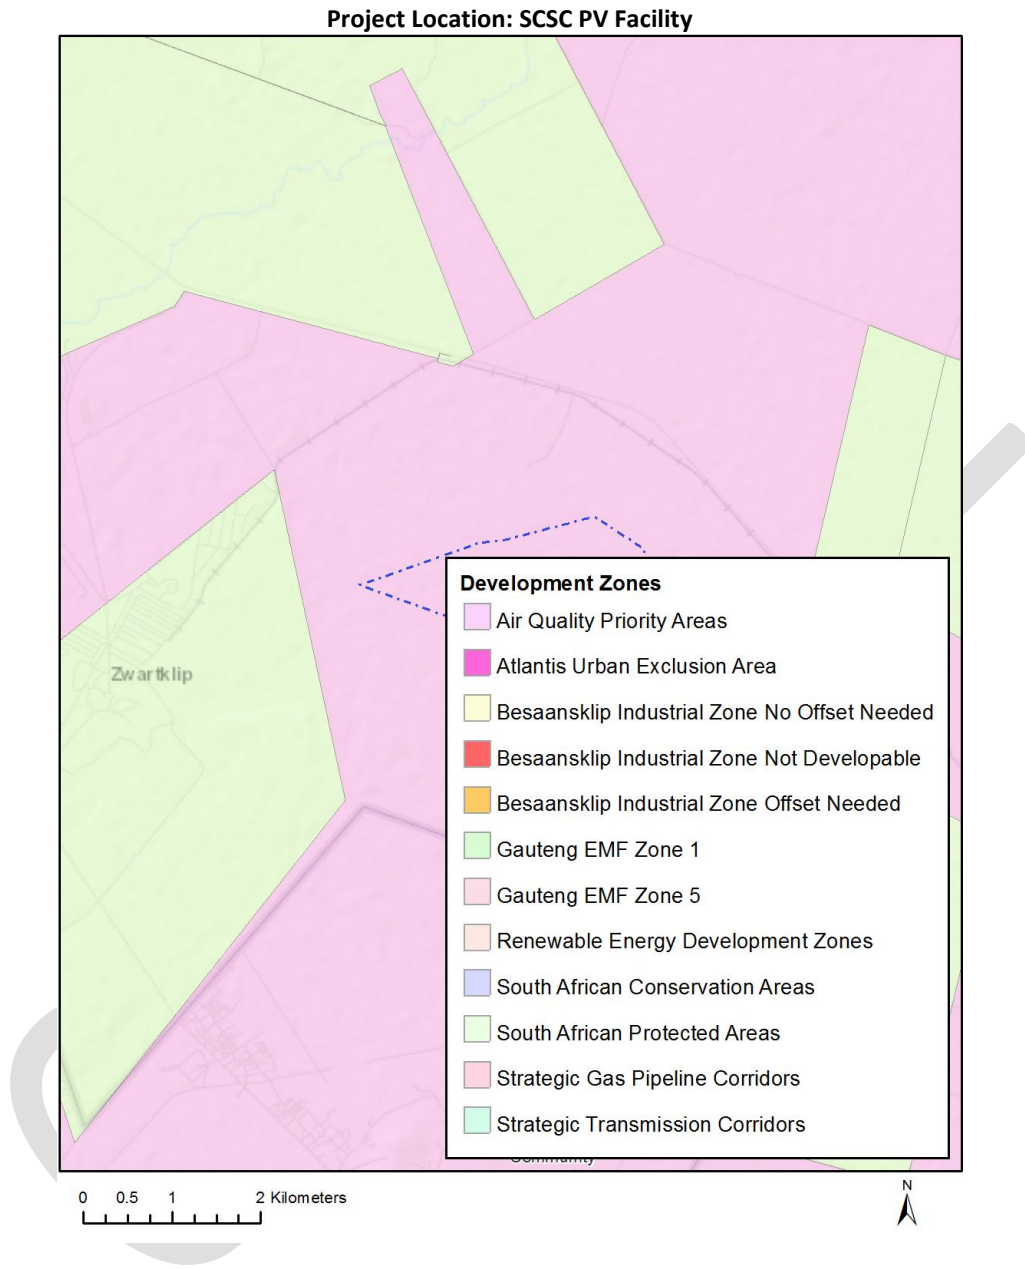 Project Location: SCSC PV Facility
Zwartklip
Development Zones
Air Quality Priority Areas
Atlantis Urban Exclusion Area
Besaansklip Industrial Zone No Offset Needed
Besaansklip Industrial Zone Not Developable
Besaansklip Industrial Zone Offset Needed
Gauteng EMF Zone 1
Gauteng EMF Zone 5
Renewable Energy Development Zones
South African Conservation Areas
South African Protected Areas
Strategic Gas Pipeline Corridors
Strategic Transmission Corridors
Community
0 0.5 1 2 Kilometers
N